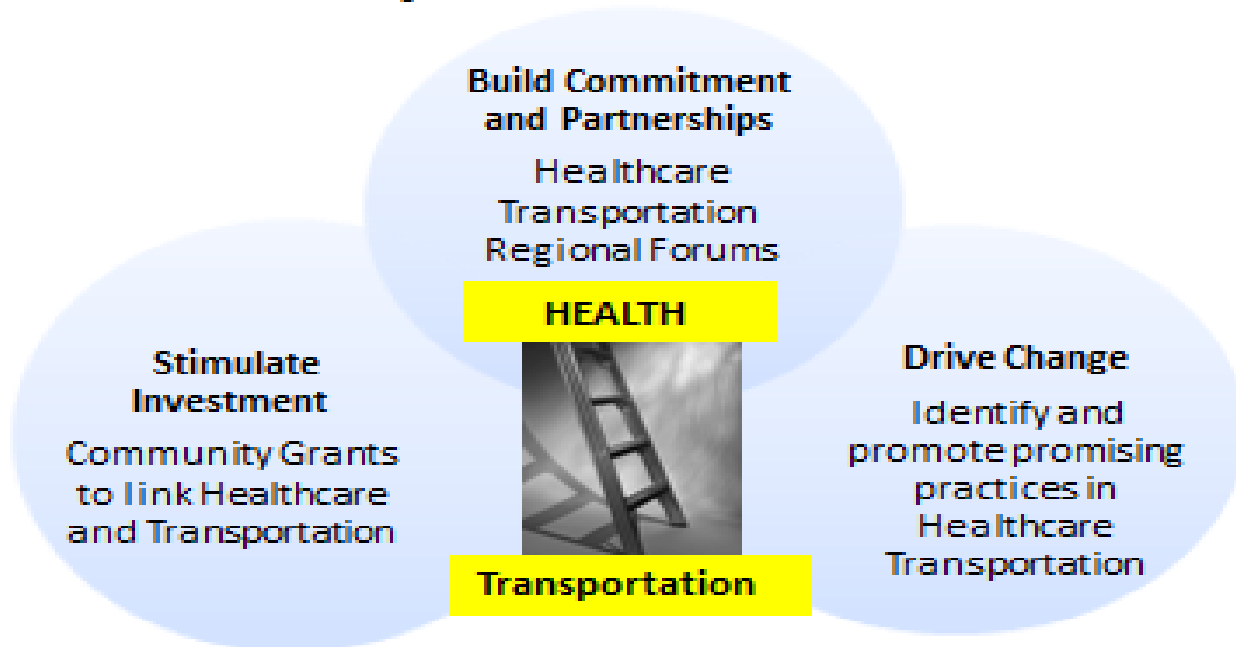 Build Commitment
and Partnerships
Healthcare
Transportation
Regional Forums
HEALTH
Stimulate
Investment
Community Grants
to link Healthcare
and Transportation
Drive Change
Identify and
promote promising
practices in
Healthcare
Transportation
Transportation